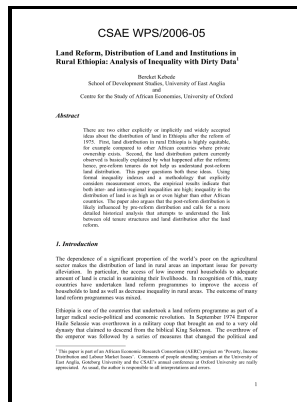 CSAE WPS/2006-05
Land Reform, Distribution of Land and Institutions in
Rural Ethiopia: Analysis of Inequality with Dirty Data1
Bereket Kebede
School of Development Studies, University of East Anglia
and
Centre for the Study of African Economies, University of Oxford
Abstract
There are two either explicitly or implicitly and widely accepted
ideas about the distribution of land in Ethiopia after the reform of
1975. First, land distribution in rural Ethiopia is highly equitable,
for example compared to other African countries where private
ownership exists. Second, the land distribution pattern currently
observed is basically explained by what happened after the reform;
hence, pre-reform tenures do not help us understand post-reform
land distribution. This paper questions both these ideas. Using
formal inequality indexes and a methodology that explicitly
considers measurement errors, the empirical results indicate that
both inter- and intra-regional inequalities are high; inequality in the
distribution of land is as high as or even higher than other African
countries. The paper also argues that the post-reform distribution is
likely influenced by pre-reform distribution and calls for a more
detailed historical analysis that attempts to understand the link
between old tenure structures and land distribution after the land
reform.
1. Introduction
The dependence of a significant proportion of the world's poor on the agricultural
sector makes the distribution of land in rural areas an important issue for poverty
alleviation. In particular, the access of low income rural households to adequate
amount of land is crucial in sustaining their livelihoods. In recognition of this, many
countries have undertaken land reform programmes to improve the access of
households to land as well as decrease inequality in rural areas. The outcome of many
land reform programmes was mixed.
Ethiopia is one of the countries that undertook a land reform programme as part of a
larger radical socio-political and economic revolution. In September 1974 Emperor
Haile Selassie was overthrown in a military coup that brought an end to a very old
dynasty that claimed to descend from the biblical King Solomon. The overthrow of
the emperor was followed by a series of measures that changed the political and
1 This paper is part of an African Economic Research Consortium (AERC) project on "Poverty, Income
Distribution and Labour Market Issues". Comments of people attending seminars at the University of
East Anglia, Goteborg University and the CSAE's annual conference at Oxford University are really
appreciated. As usual, the author is responsible to all interpretations and errors.
1